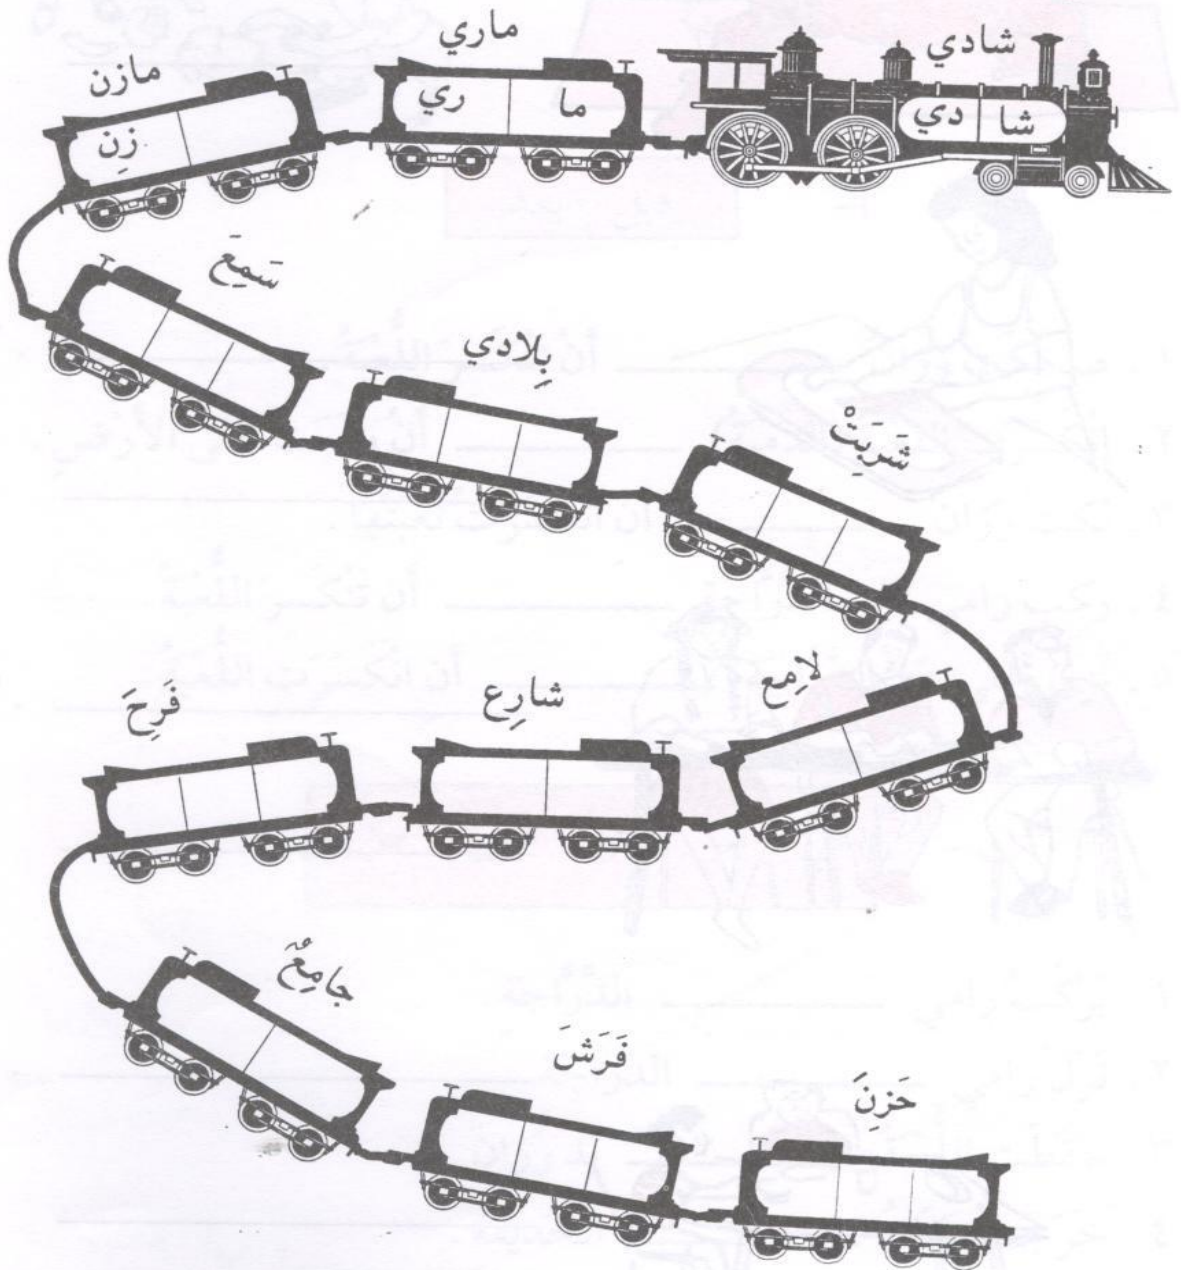 شادي
شا دي
ماري
ما ري
مازن
زِن
سَمِعَ
بِلادي
شَرِبَتْ
لامِع
شارِع
فَرِحَ
جامِعٌ
فَرَشَ
حَزِنَ